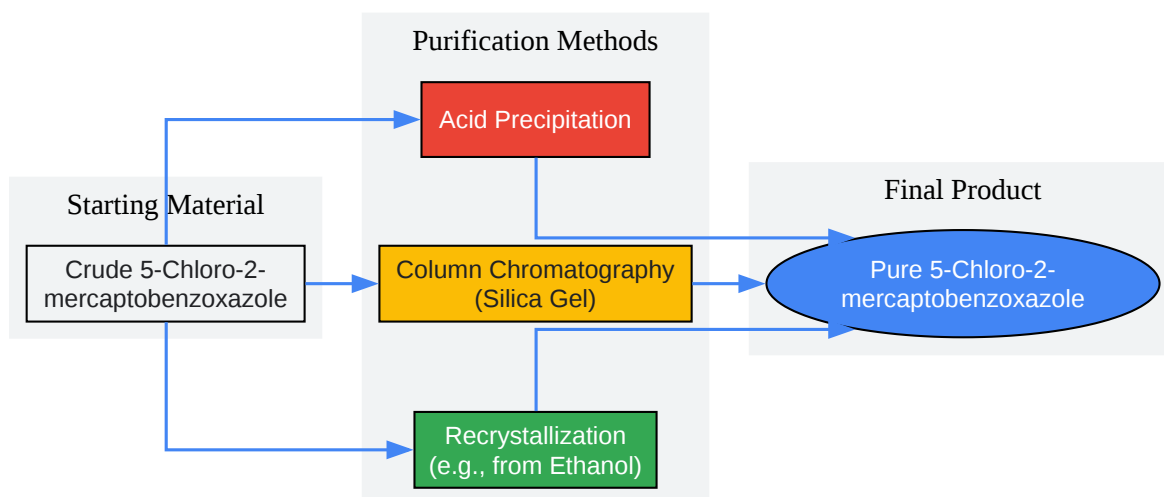 Purification Methods
Acid Precipitation
Starting Material
Crude 5-Chloro-2-
mercaptobenzoxazole
Column Chromatography
(Silica Gel)
Final Product
Pure 5-Chloro-2-
mercaptobenzoxazole
Recrystallization
(e.g., from Ethanol)